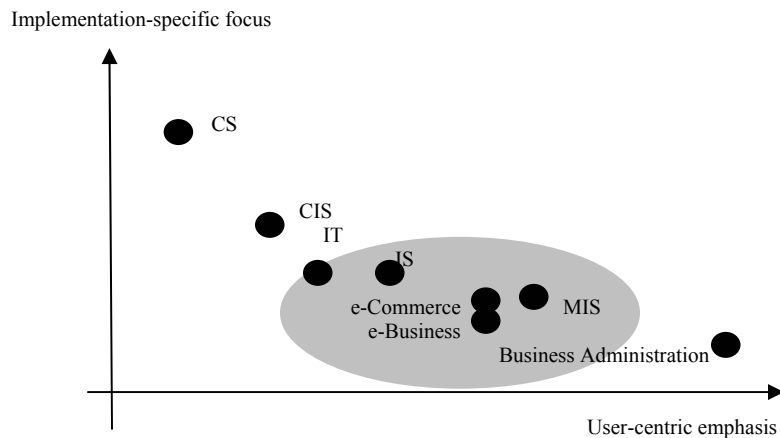 Implementation-specific focus
CS
CIS
IT
IS
e-Commerce
e-Business
MIS
Business Administration
User-centric emphasis